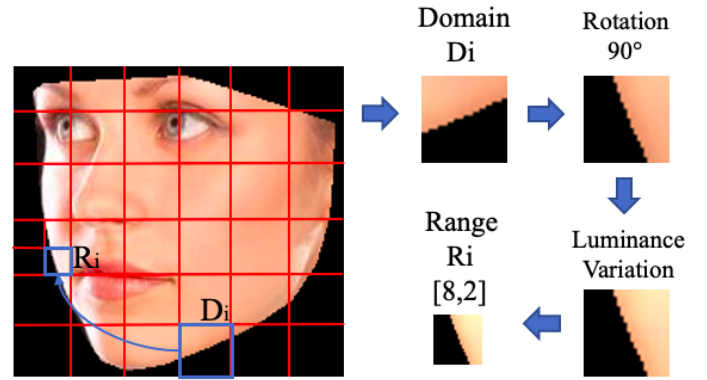 Domain
Di
Rotation
90°
Range
Ri
[8,2]
Luminance
Variation
Ri
Di